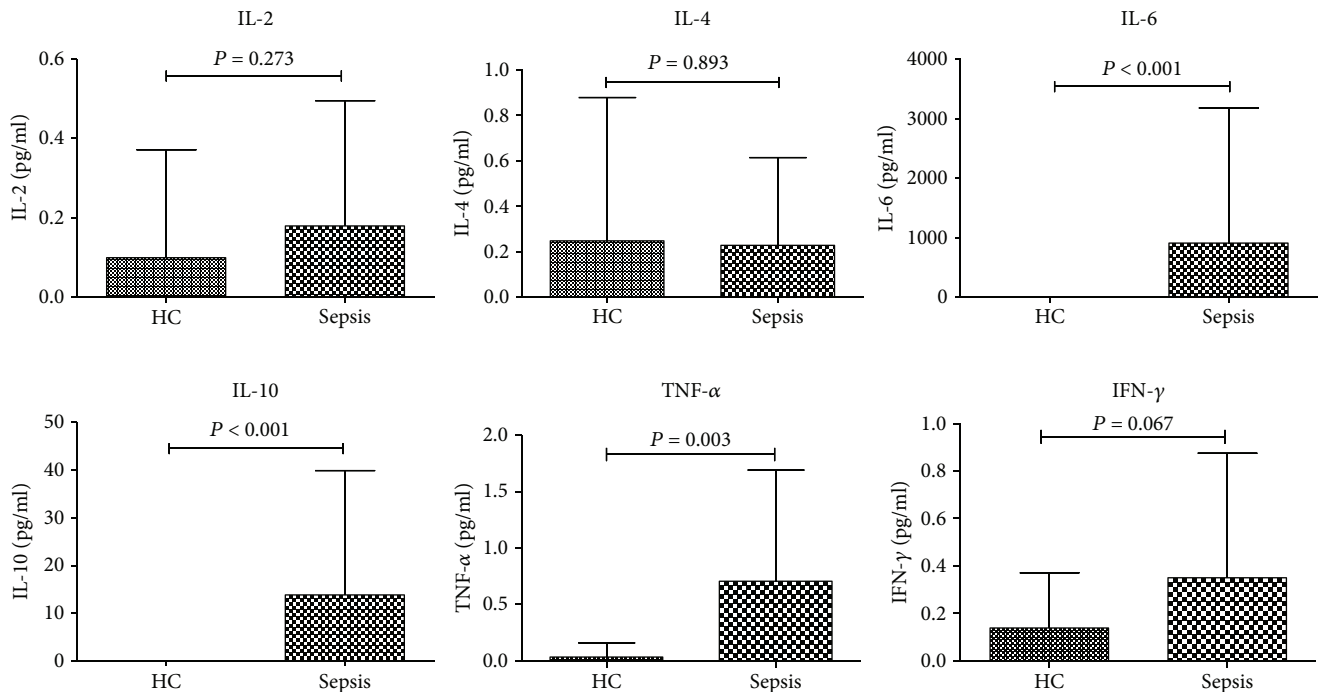 IL-2
P = 0.273
0.6
0.4
0.2
0.0
IL-2 (pg/ml)
HC Sepsis
IL-4
P = 0.893
1.0
0.8
0.6
0.4
0.2
0.0
IL-4 (pg/ml)
HC Sepsis
IL-6
P < 0.001
4000
3000
2000
1000
0
IL-6 (pg/ml)
HC Sepsis
IL-10
P < 0.001
50
40
30
20
10
0
IL-10 (pg/ml)
HC Sepsis
TNF-α
P = 0.003
2.0
1.5
1.0
0.5
0.0
TNF-α (pg/ml)
HC Sepsis
IFN-γ
P = 0.067
1.0
0.8
0.6
0.4
0.2
0.0
IFN-γ (pg/ml)
HC Sepsis